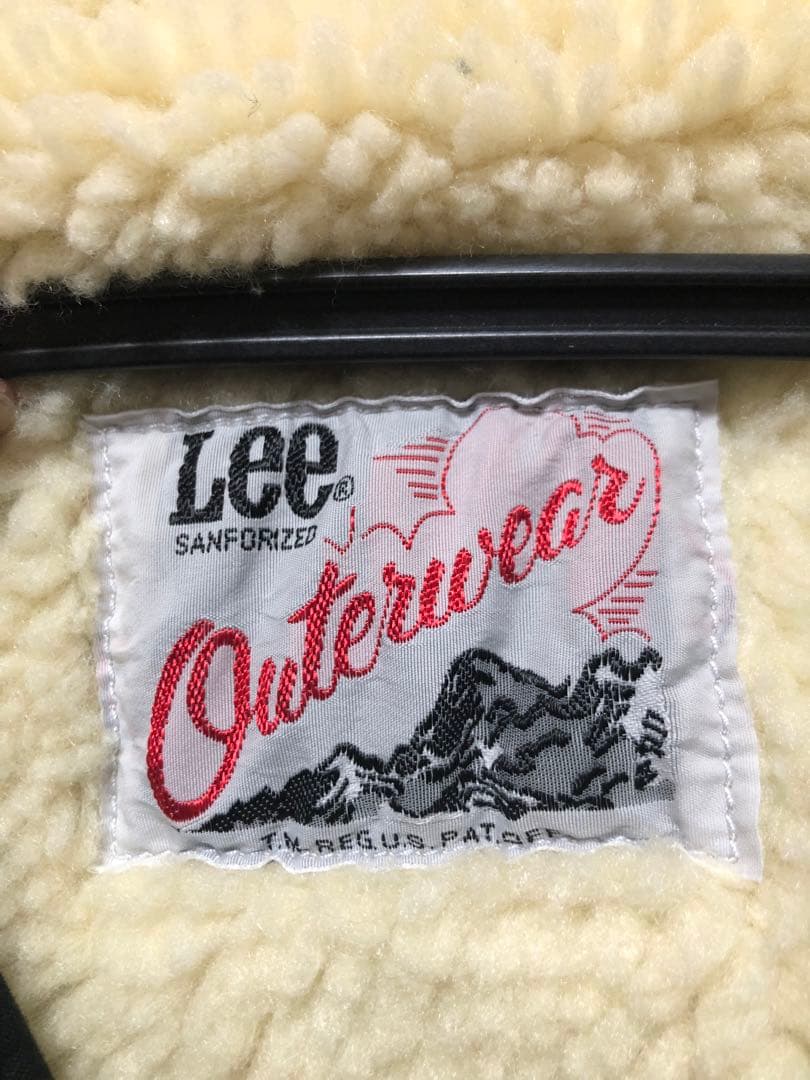 Lee®
SANFORIZED
Outerwear
T.M. REG.U.S. PAT.OFF